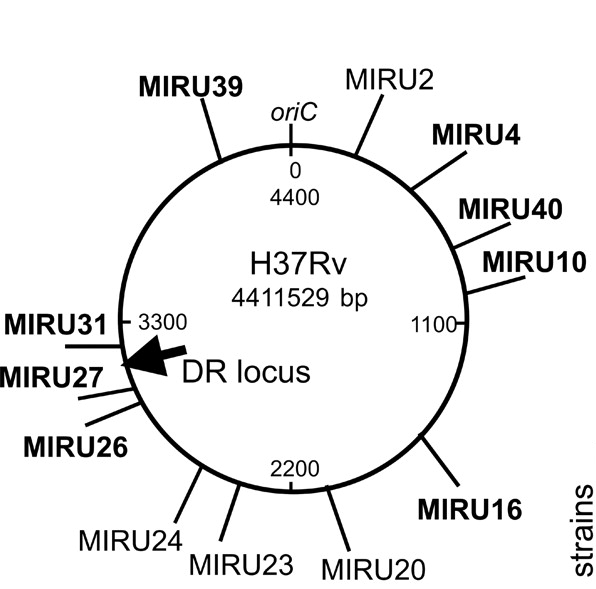 MIRU39
MIRU2
oriC
MIRU4
0
4400
MIRU40
H37Rv
MIRU10
4411529 bp
MIRU31
3300
1100
DR locus
MIRU27
MIRU26
2200
MIRU16
MIRU24
MIRU23
MIRU20
strains